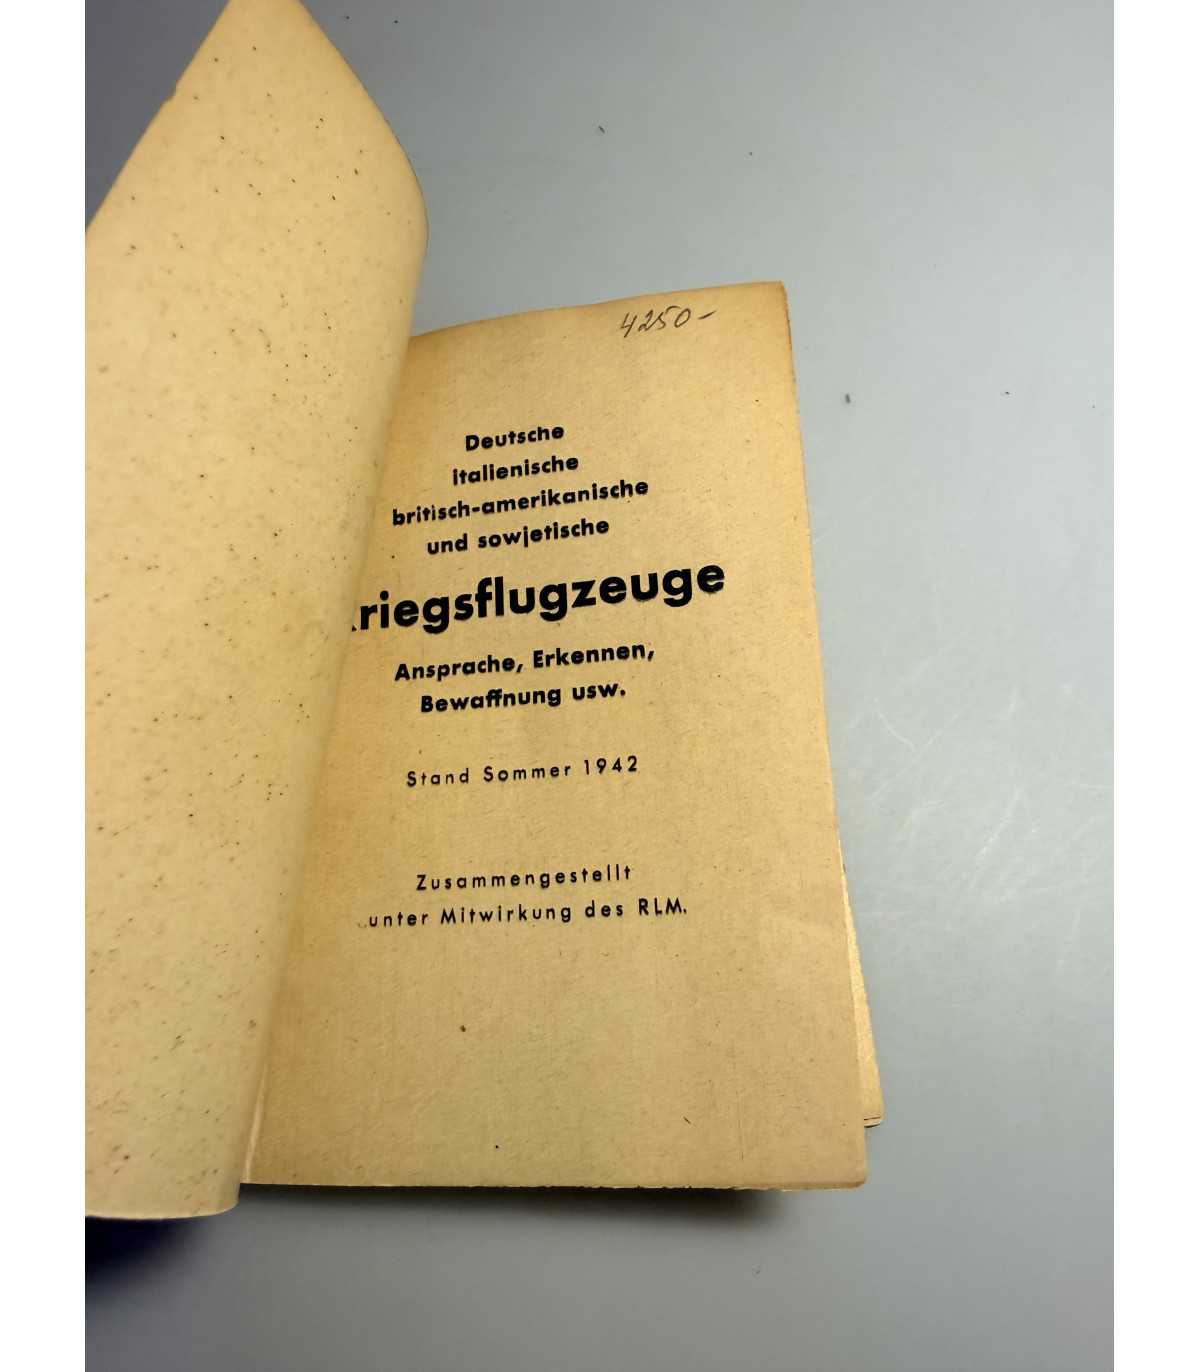 4250-
Deutsche
italienische
britisch-amerikanische
und sowjetische
riegsflugzeuge
Ansprache, Erkennen,
Bewaffnung usw.
Stand Sommer 1942
Zusammengestellt
unter Mitwirkung des RLM.